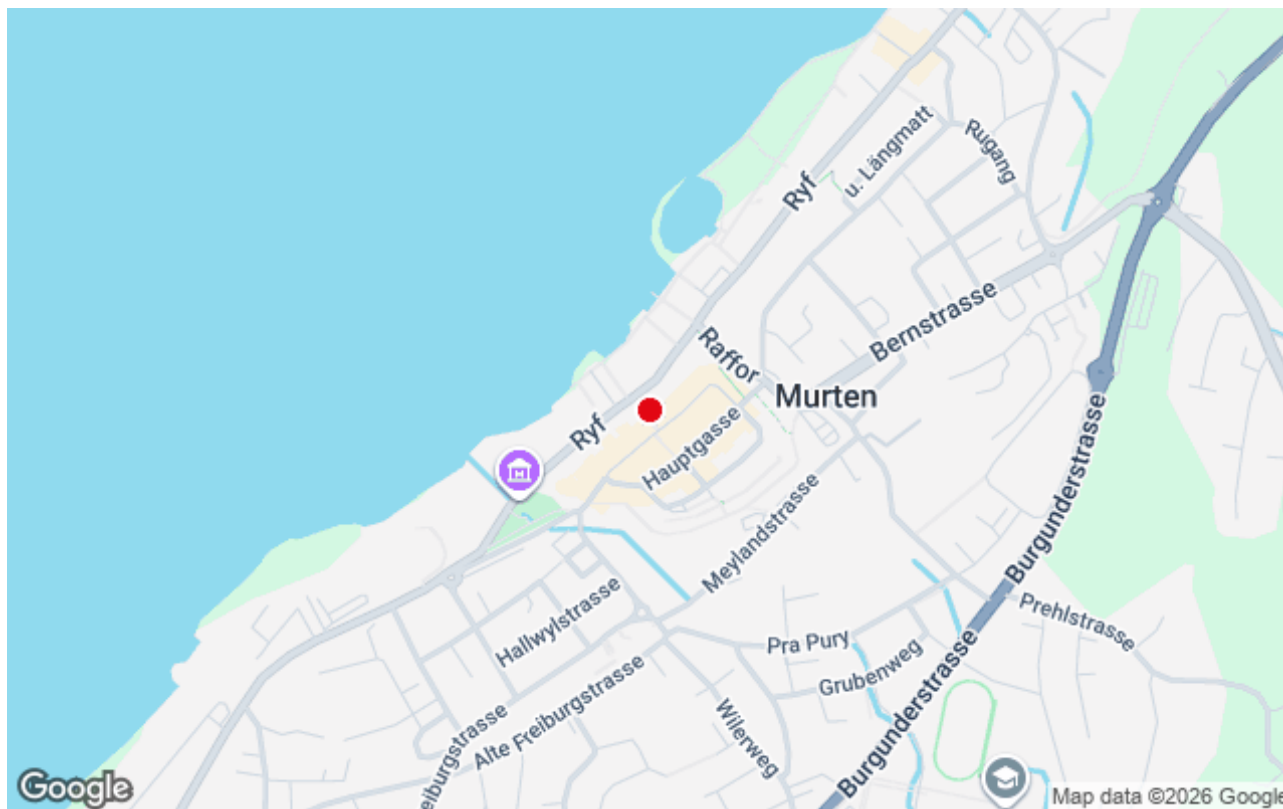 Ryf
u. Längmatt
Rugang
Bernstrasse
Raffor
Murten
Ryf
Hauptgasse
Burgunderstrasse
Meylandstrasse
Hallwylstrasse
Prehlstrasse
Pra Pury
Grubenweg
Alte Freiburgstrasse
eiburgstrasse
Wilerweg
Burgunderstrasse
Google
Map data ©2026 Google